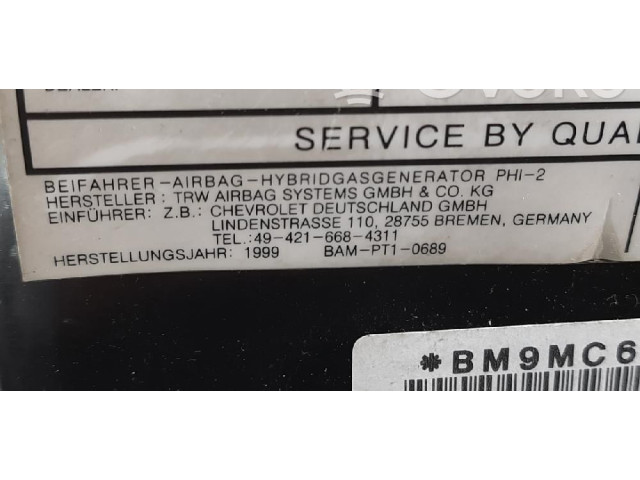 SERVICE BY QUA
BEIFAHRER-AIRBAG-HYBRIDGASGENERATOR PHI-2
HERSTELLER: TRW AIRBAG SYSTEMS GMBH & CO. KG
EINFÜHRER: Z.B.: CHEVROLET DEUTSCHLAND GMBH
LINDENSTRASSE 110, 28755 BREMEN, GERMANY
TEL.:49-421-668-4311
HERSTELLUNGSJAHR: 1999 BAM-PT1-0689
*BM9MC6